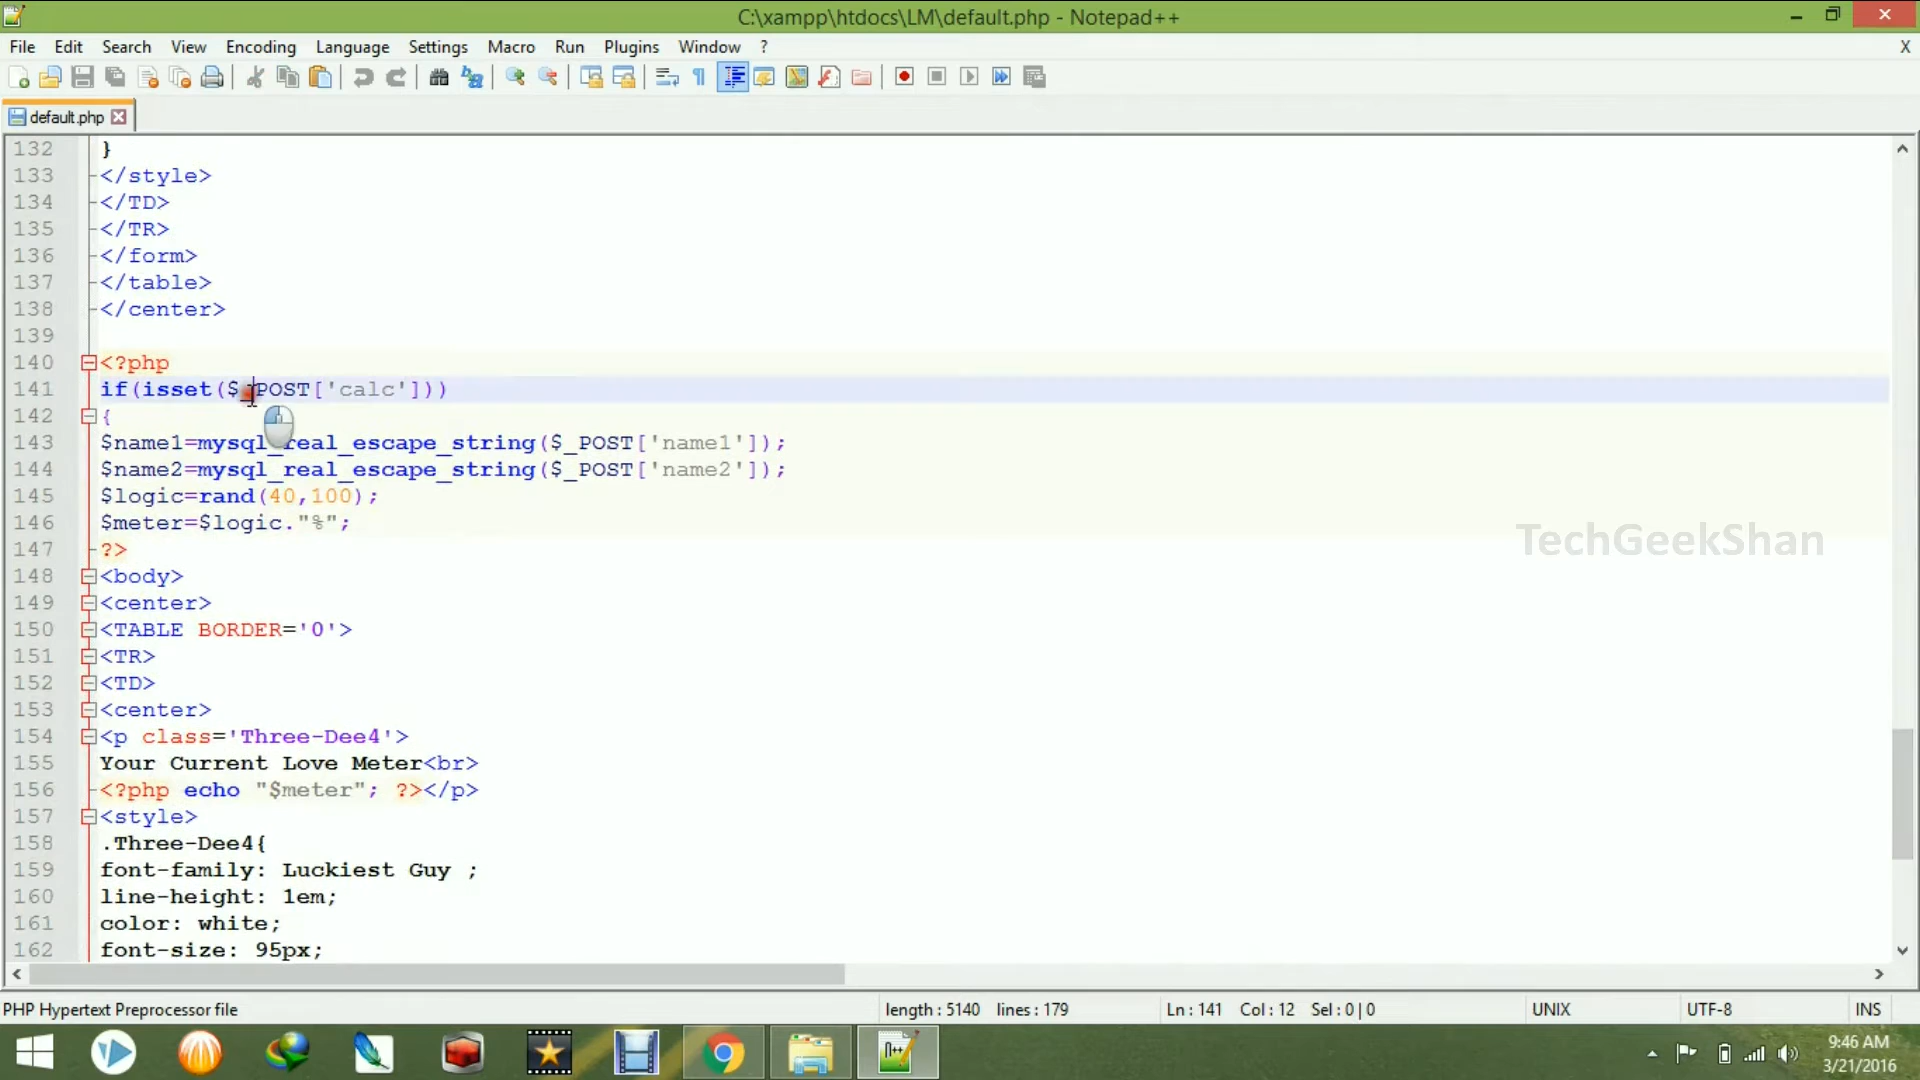 C:\xampp\htdocs\LM\default.php - Notepad++
File Edit Search View Encoding Language Settings Macro Run Plugins Window ? X
default.php
132 }
133 </style>
134 </TD>
135 </TR>
136 </form>
137 </table>
138 </center>
139
140 <?php
141 if(isset($_POST['calc']))
142 {
143 $name1=mysql_real_escape_string($_POST['name1']);
144 $name2=mysql_real_escape_string($_POST['name2']);
145 $logic=rand(40,100);
146 $meter=$logic."%";
147 ?>
TechGeekShan
148 <body>
149 <center>
150 <TABLE BORDER='0'>
151 <TR>
152 <TD>
153 <center>
154 <p class='Three-Dee4'>
155 Your Current Love Meter<br>
156 <?php echo "$meter"; ?></p>
157 <style>
158 .Three-Dee4{
159 font-family: Luckiest Guy ;
160 line-height: 1em;
161 color: white;
162 font-size: 95px;
PHP Hypertext Preprocessor file length : 5140 lines : 179 Ln : 141 Col : 12 Sel : 0 | 0 UNIX UTF-8 INS
9:46 AM
3/21/2016